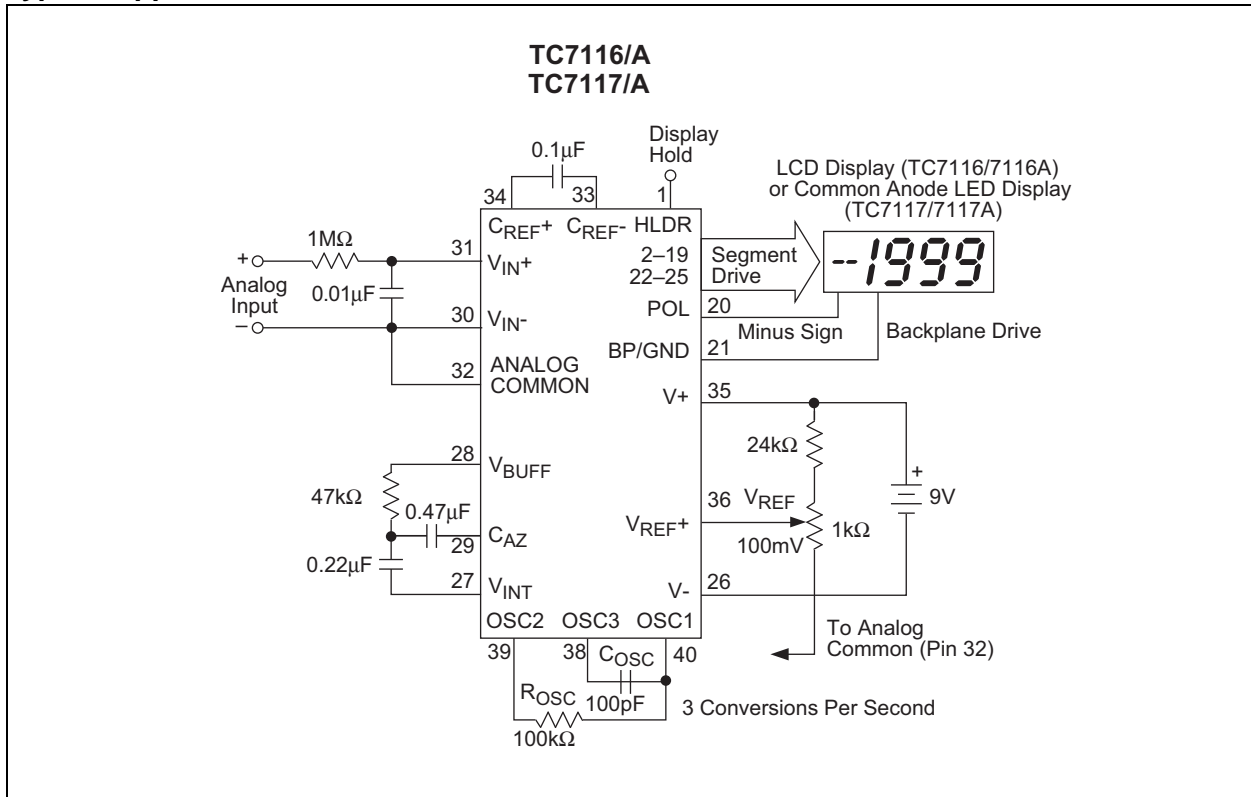 TC7116/A
TC7117/A
Display
Hold
0.1µF
LCD Display (TC7116/7116A)
or Common Anode LED Display
(TC7117/7117A)
34
33
1
CREF+
CREF-
HLDR
1MΩ
31
VIN+
2–19
22–25
Segment
Drive
--1999
+
Analog
Input
–
0.01µF
30
VIN-
POL
20
Minus Sign
Backplane Drive
BP/GND
21
32
ANALOG
COMMON
V+
35
24kΩ
28
VBUFF
47kΩ
+
9V
36
VREF
VREF+
1kΩ
100mV
0.47µF
29
CAZ
0.22µF
27
VINT
V-
26
OSC2
OSC3
OSC1
To Analog
Common (Pin 32)
39
38
COSC
40
100pF
ROSC
100kΩ
3 Conversions Per Second